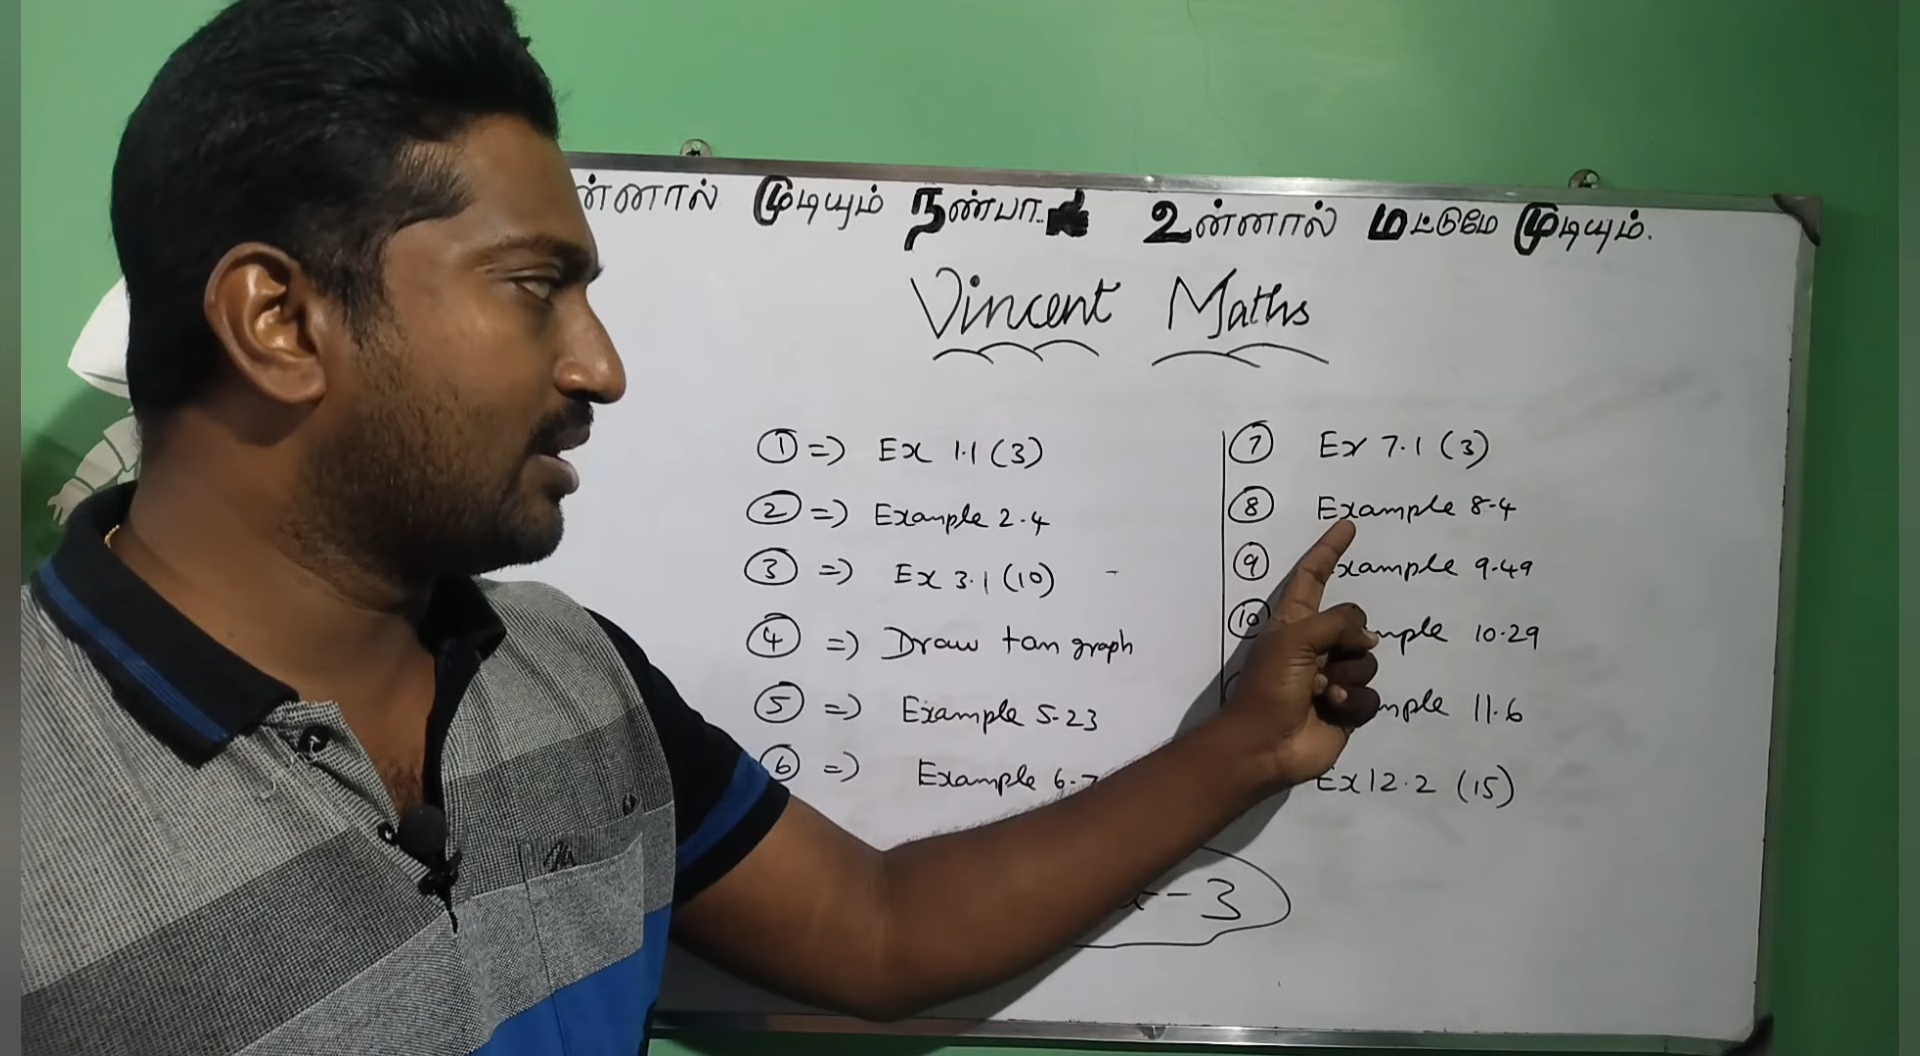 முடியும் நண்பா.. உன்னால் மட்டுமே முடியும்.
Vincent Maths
① => Ex 1.1 (3)
② => Example 2.4
③ => Ex 3.1 (10)
④ => Draw tan graph
⑤ => Example 5.23
⑥ => Example
⑦ Ex 7.1 (3)
⑧ Example 8.4
⑨ Example 9.49
⑩ 10.29
11.6
Ex 12.2 (15)
- 3